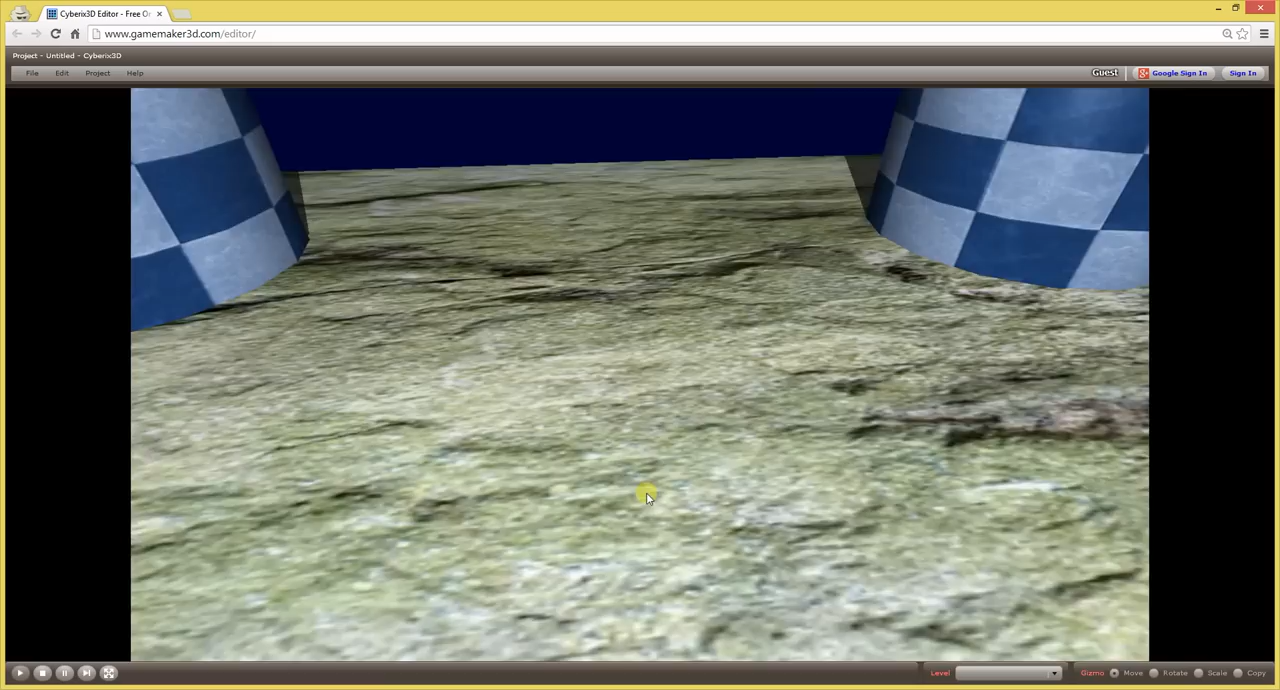 Cyberix3D Editor - Free O
www.gamemaker3d.com/editor/
Project - Untitled - Cyberix3D
File Edit Project Help Guest Google Sign In Sign In
Level Gizmo Move Rotate Scale Copy